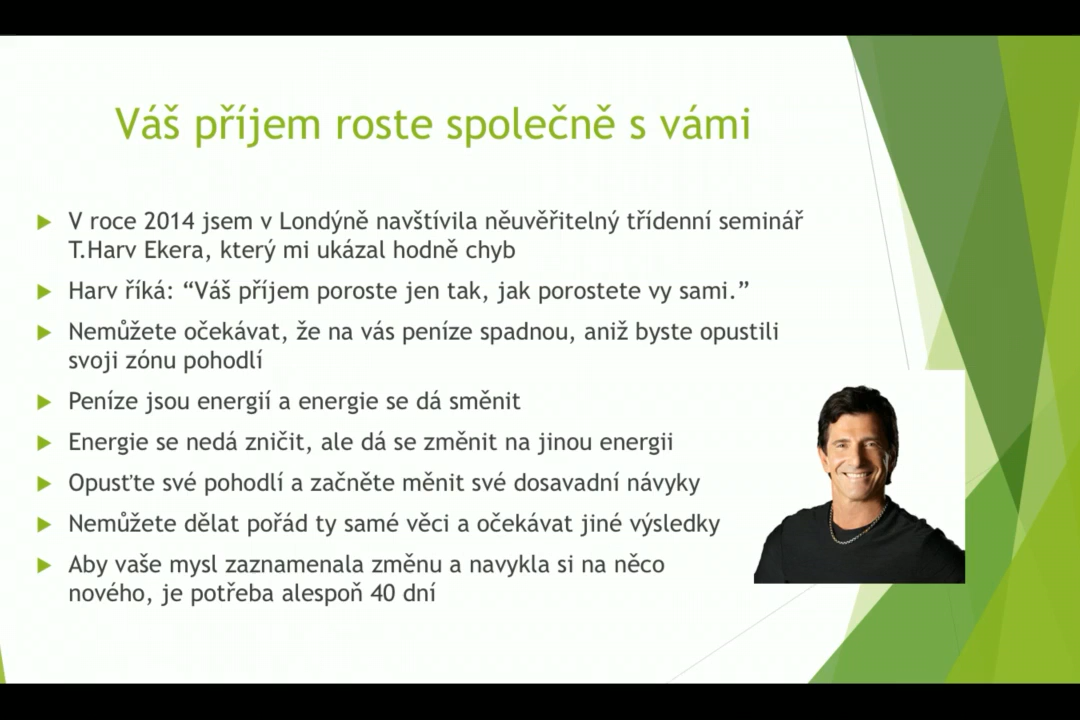 Váš příjem roste společně s vámi
V roce 2014 jsem v Londýně navštívila něuvěřitelný třídenní seminář
T.Harv Ekera, který mi ukázal hodně chyb
Harv říká: “Váš příjem poroste jen tak, jak porostete vy sami.”
Nemůžete očekávat, že na vás peníze spadnou, aniž byste opustili
svoji zónu pohodlí
Peníze jsou energií a energie se dá směnit
Energie se nedá zničit, ale dá se změnit na jinou energii
Opusťte své pohodlí a začněte měnit své dosavadní návyky
Nemůžete dělat pořád ty samé věci a očekávat jiné výsledky
Aby vaše mysl zaznamenala změnu a navykla si na něco
nového, je potřeba alespoň 40 dní